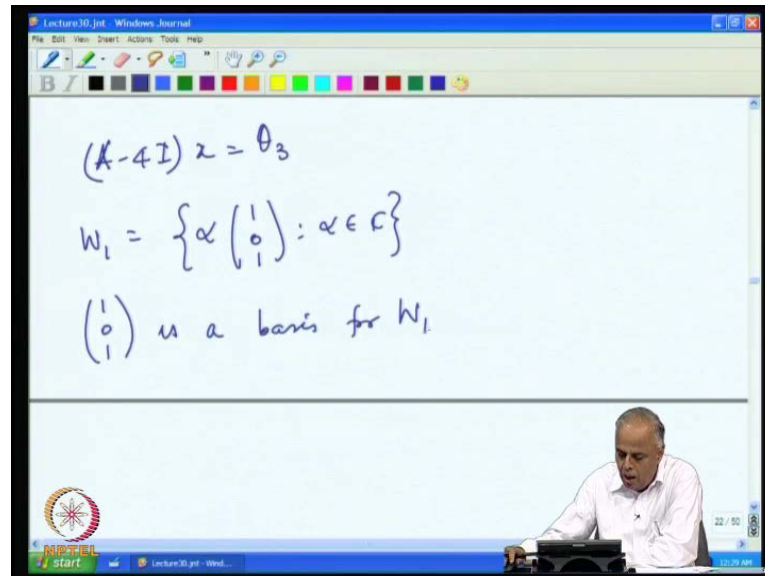 Lecture30.jnt - Windows Journal
File Edit View Insert Actions Tools Help
B I
(A-4I) x = θ₃
W₁ = { α (1 0 1) : α ∈ ℂ }
(1 0 1) is a basis for W₁
22 / 50
NPTEL
start
Lecture30.jnt - Wind...
12:29 AM